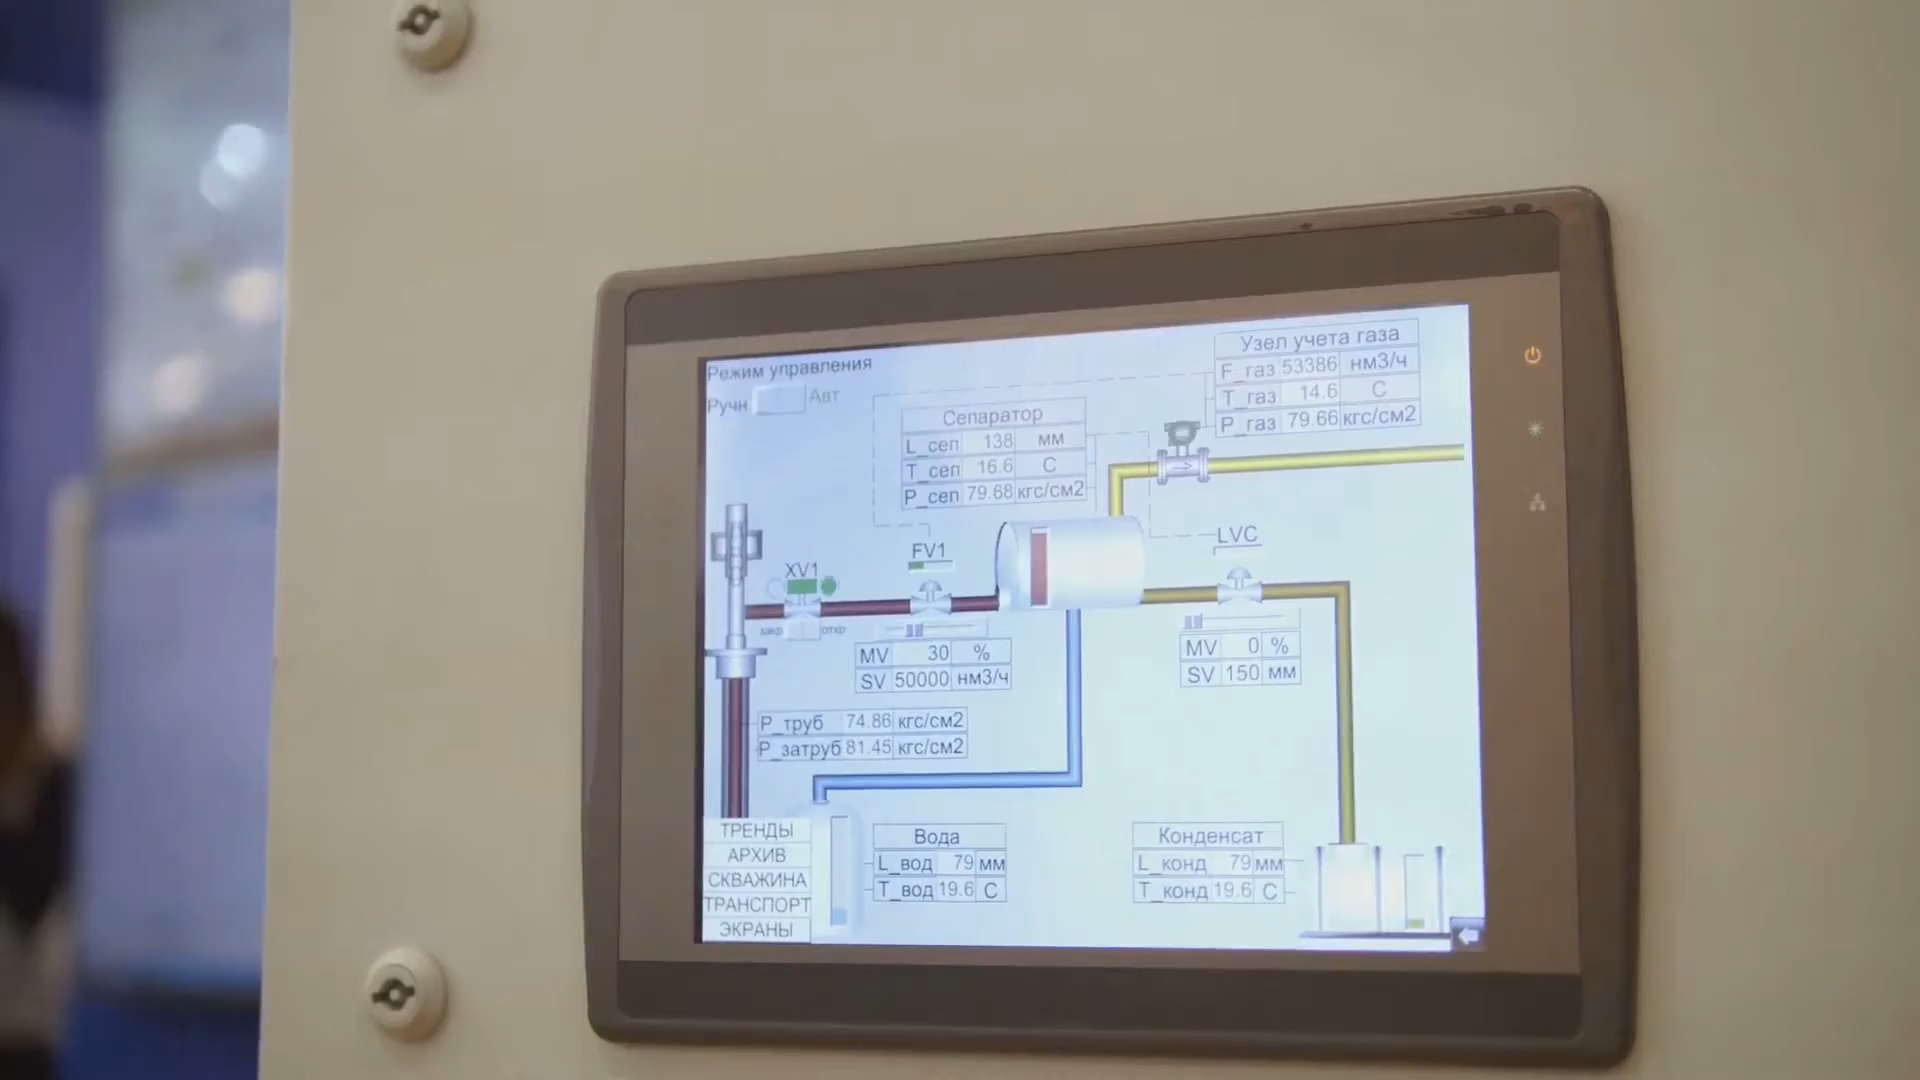 Режим управления
Ручн Авт
Узел учета газа
F_газ 53386 нм3/ч
T_газ 14.6 C
P_газ 79.66 кгс/см2
Сепаратор
L_сеп 138 мм
T_сеп 16.6 C
P_сеп 79.68 кгс/см2
XV1
закр откр
FV1
MV 30 %
SV 50000 нм3/ч
LVC
MV 0 %
SV 150 мм
P_труб 74.86 кгс/см2
P_затруб 81.45 кгс/см2
ТРЕНДЫ
АРХИВ
СКВАЖИНА
ТРАНСПОРТ
ЭКРАНЫ
Вода
L_вод 79 мм
T_вод 19.6 C
Конденсат
L_конд 79 мм
T_конд 19.6 C